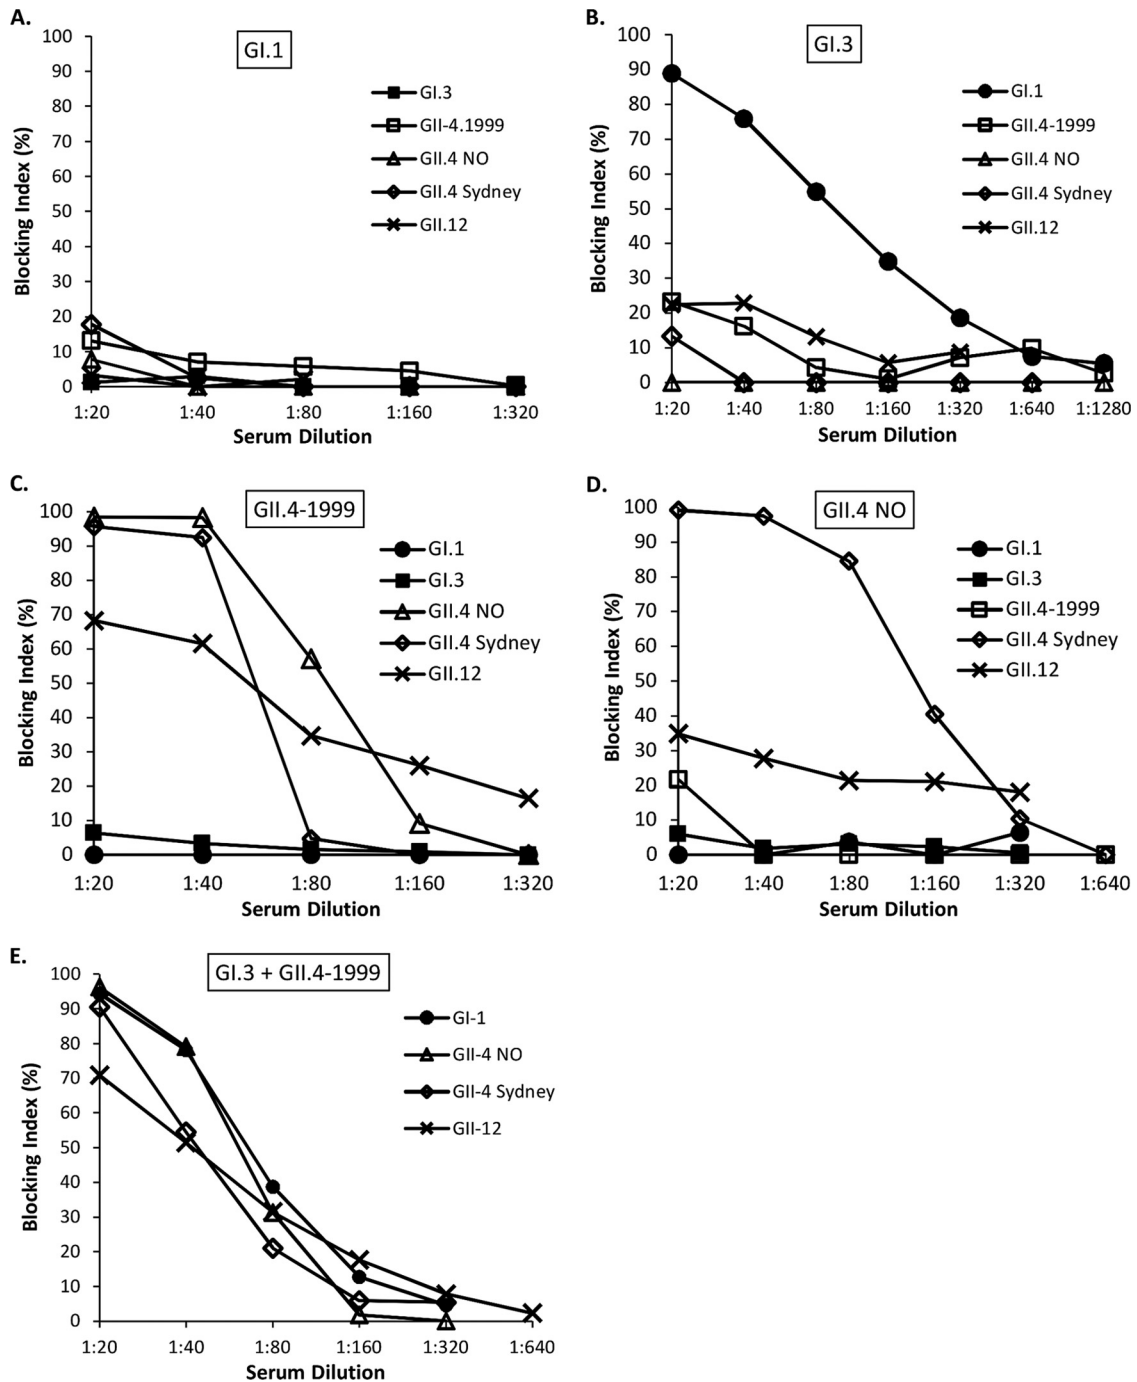 A.
GI.1
100
90
80
70
60
50
40
30
20
10
0
Blocking Index (%)
GI.3
GII-4.1999
GII.4 NO
GII.4 Sydney
GII.12
1:20 1:40 1:80 1:160 1:320
Serum Dilution
B.
GI.3
100
90
80
70
60
50
40
30
20
10
0
Blocking Index (%)
GI.1
GII.4-1999
GII.4 NO
GII.4 Sydney
GII.12
1:20 1:40 1:80 1:160 1:320 1:640 1:1280
Serum Dilution
C.
GII.4-1999
100
90
80
70
60
50
40
30
20
10
0
Blocking Index (%)
GI.1
GI.3
GII.4 NO
GII.4 Sydney
GII.12
1:20 1:40 1:80 1:160 1:320
Serum Dilution
D.
GII.4 NO
100
90
80
70
60
50
40
30
20
10
0
Blocking Index (%)
GI.1
GI.3
GII.4-1999
GII.4 Sydney
GII.12
1:20 1:40 1:80 1:160 1:320 1:640
Serum Dilution
E.
GI.3 + GII.4-1999
100
90
80
70
60
50
40
30
20
10
0
Blocking Index (%)
GI-1
GII-4 NO
GII-4 Sydney
GII-12
1:20 1:40 1:80 1:160 1:320 1:640
Serum Dilution